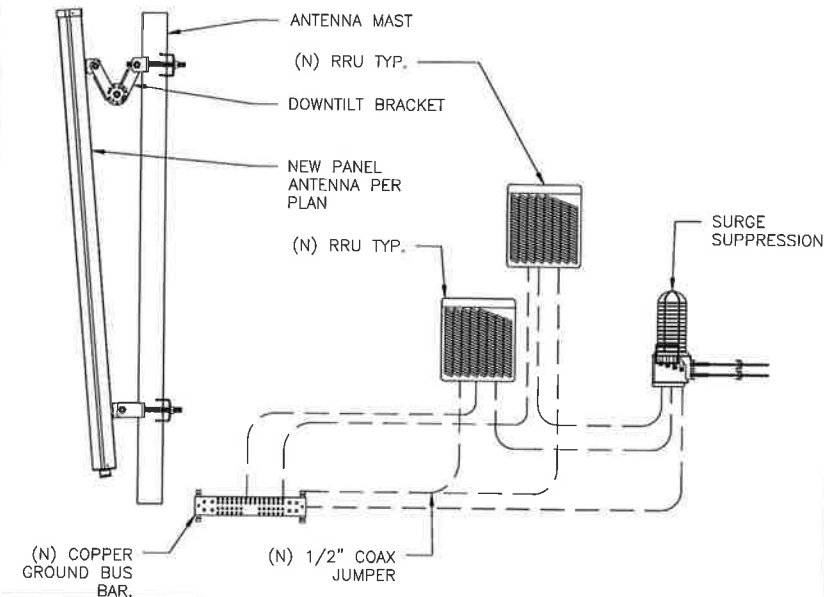 ANTENNA MAST
(N) RRU TYP.
DOWNTILT BRACKET
NEW PANEL
ANTENNA PER
PLAN
(N) RRU TYP.
SURGE
SUPPRESSION
(N) COPPER
GROUND BUS
BAR.
(N) 1/2" COAX
JUMPER